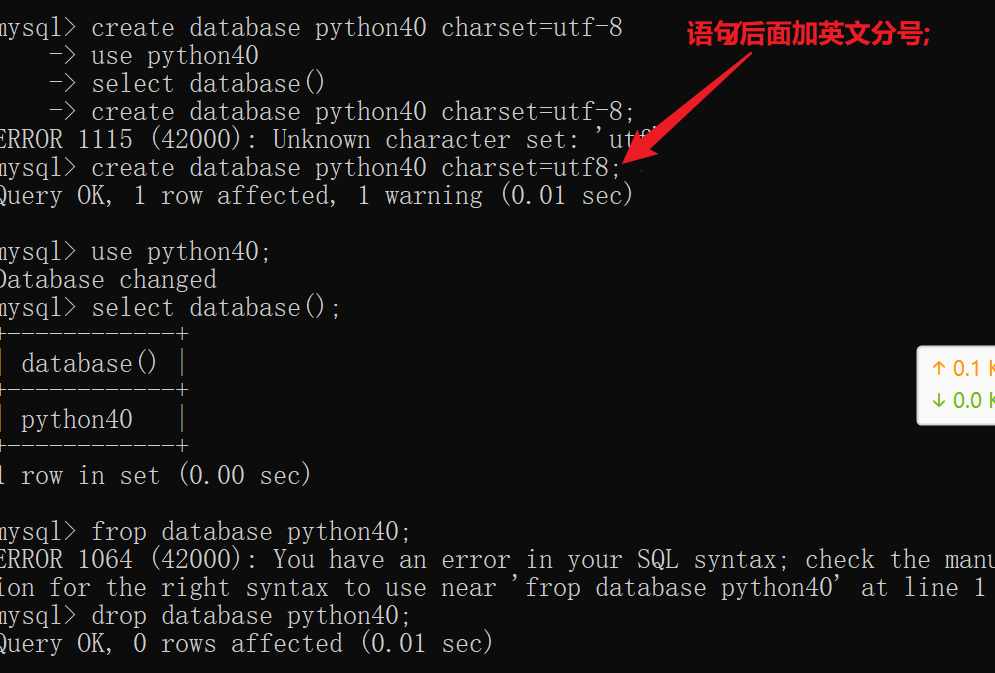 mysql> create database python40 charset=utf-8
-> use python40
-> select database()
-> create database python40 charset=utf-8;
ERROR 1115 (42000): Unknown character set: 'utf'
mysql> create database python40 charset=utf8;
Query OK, 1 row affected, 1 warning (0.01 sec)
语句后面加英文分号;
mysql> use python40;
Database changed
mysql> select database();
+------------+
| database() |
+------------+
| python40   |
+------------+
1 row in set (0.00 sec)
↑ 0.1 K
↓ 0.0 K
mysql> frop database python40;
ERROR 1064 (42000): You have an error in your SQL syntax; check the manu
ion for the right syntax to use near 'frop database python40' at line 1
mysql> drop database python40;
Query OK, 0 rows affected (0.01 sec)